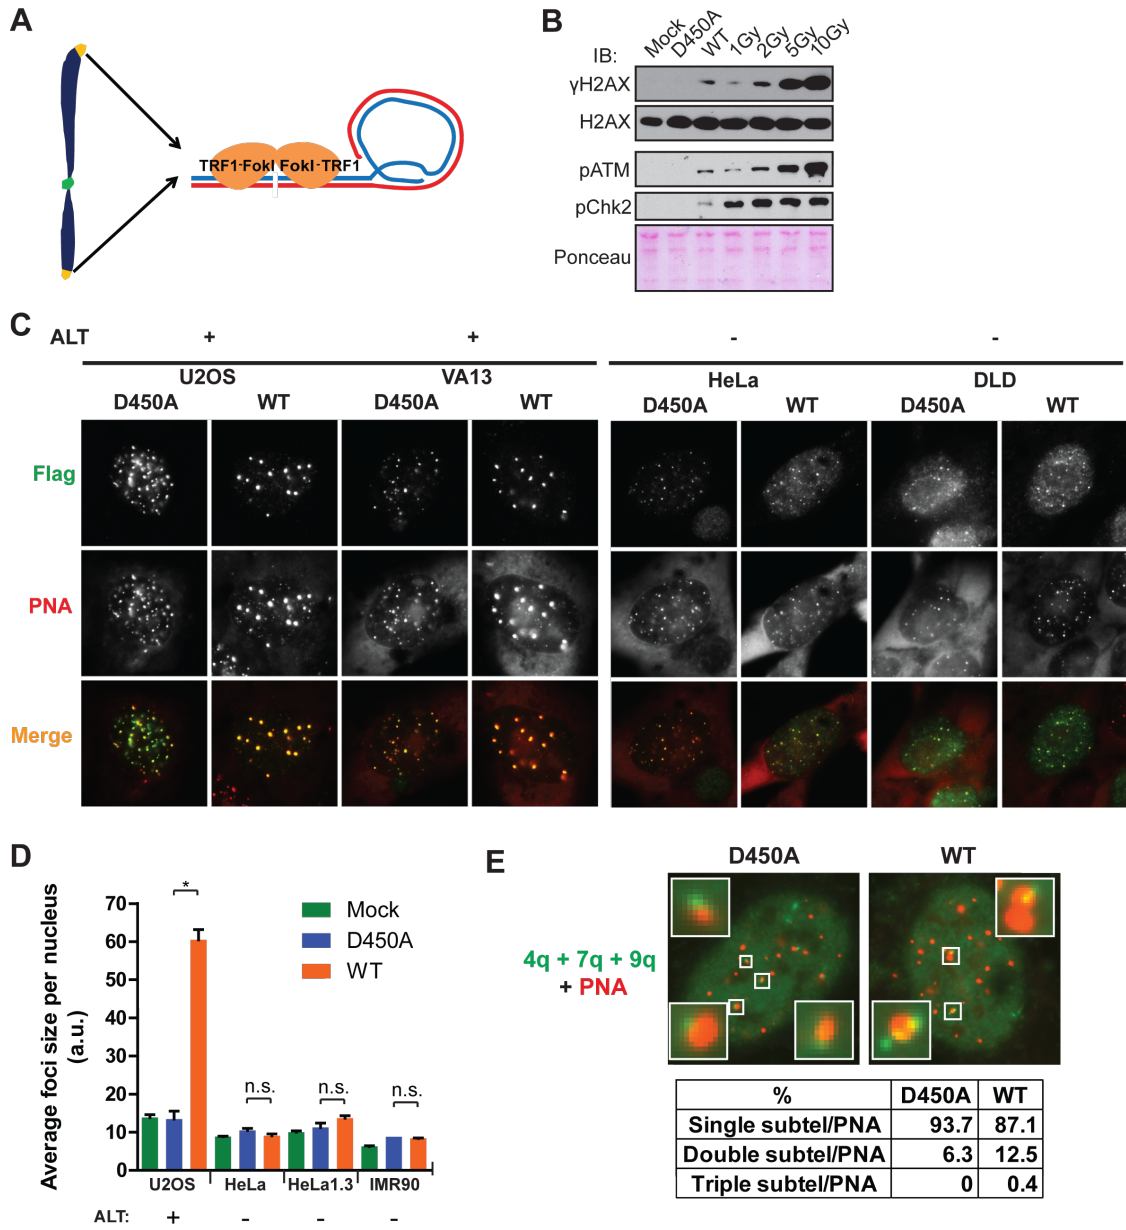 A
TRF1-FokI FokI-TRF1
B
IB: Mock D450A WT 1Gy 2Gy 5Gy 10Gy
γH2AX
H2AX
pATM
pChk2
Ponceau
C
ALT + + - -
U2OS VA13 HeLa DLD
D450A WT D450A WT D450A WT D450A WT
Flag
PNA
Merge
D
Average foci size per nucleus
(a.u.)
70
60
50
40
30
20
10
0
*
n.s. n.s. n.s.
Mock
D450A
WT
U2OS HeLa HeLa1.3 IMR90
ALT: + - - -
E
D450A WT
4q + 7q + 9q
+ PNA
% D450A WT
Single subtel/PNA 93.7 87.1
Double subtel/PNA 6.3 12.5
Triple subtel/PNA 0 0.4